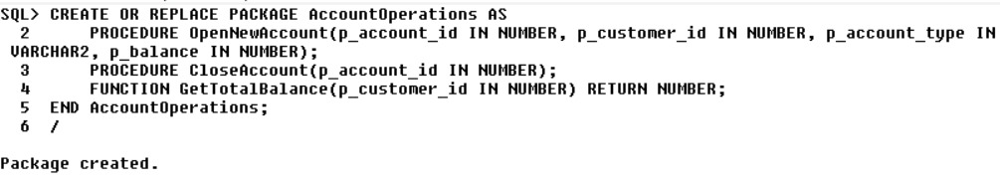 SQL> CREATE OR REPLACE PACKAGE AccountOperations AS
  2      PROCEDURE OpenNewAccount(p_account_id IN NUMBER, p_customer_id IN NUMBER, p_account_type IN
 VARCHAR2, p_balance IN NUMBER);
  3      PROCEDURE CloseAccount(p_account_id IN NUMBER);
  4      FUNCTION GetTotalBalance(p_customer_id IN NUMBER) RETURN NUMBER;
  5  END AccountOperations;
  6  /
Package created.